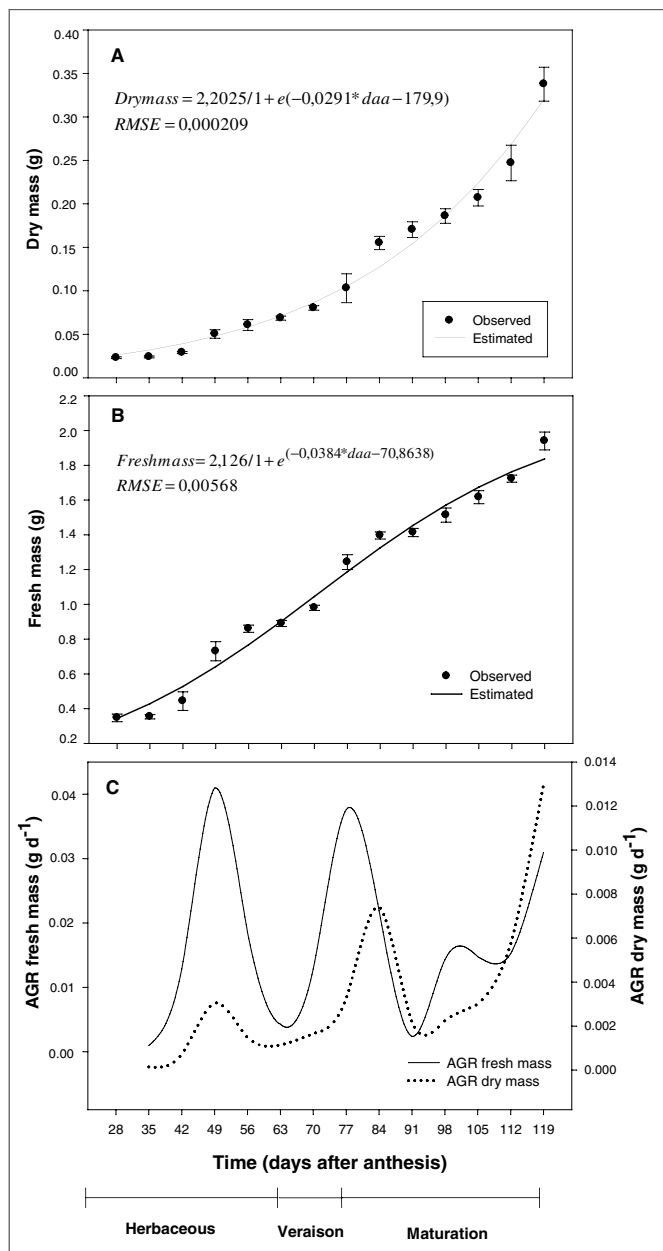 A
Drymass = 2,2025/1+ e(−0,0291* daa−179,9)
RMSE = 0,000209
0.40
0.35
0.30
0.25
0.20
0.15
0.10
0.05
0.00
Dry mass (g)
Observed
Estimated
B
Freshmass = 2,126/1+ e(−0,0384*daa−70,8638)
RMSE = 0,00568
2.2
2.0
1.8
1.6
1.4
1.2
1.0
0.8
0.6
0.4
0.2
Fresh mass (g)
Observed
Estimated
C
0.04
0.03
0.02
0.01
0.00
AGR fresh mass (g d-1)
0.014
0.012
0.010
0.008
0.006
0.004
0.002
0.000
AGR dry mass (g d-1)
AGR fresh mass
AGR dry mass
28 35 42 49 56 63 70 77 84 91 98 105 112 119
Time (days after anthesis)
Herbaceous Veraison Maturation